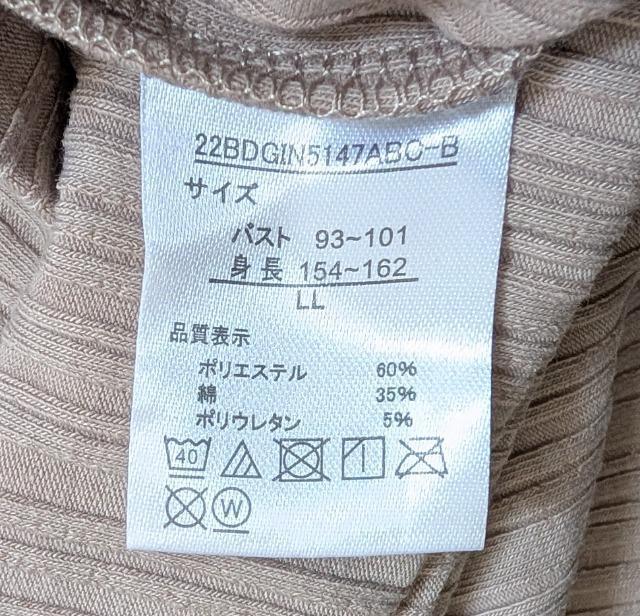 22BDGIN5147ABC-B
サイズ
バスト 93~101
身長 154~162
LL
品質表示
ポリエステル 60%
綿 35%
ポリウレタン 5%
40
W